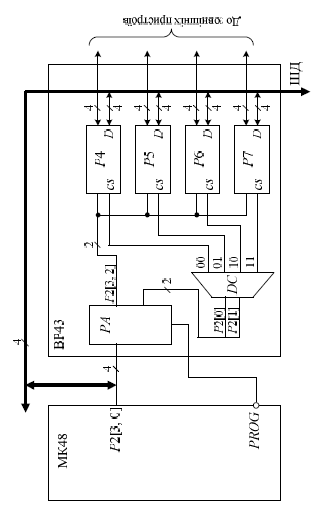 4
МК48
ВР43
P2[3, 0]
4
PA
P2[3, 2]
2
P4
cs
D
4
4
P5
cs
D
4
4
P6
cs
D
4
4
P7
cs
D
4
4
2
P2[0]
P2[1]
DC
00
01
10
11
PROG
ШД
До зовнішніх пристроїв